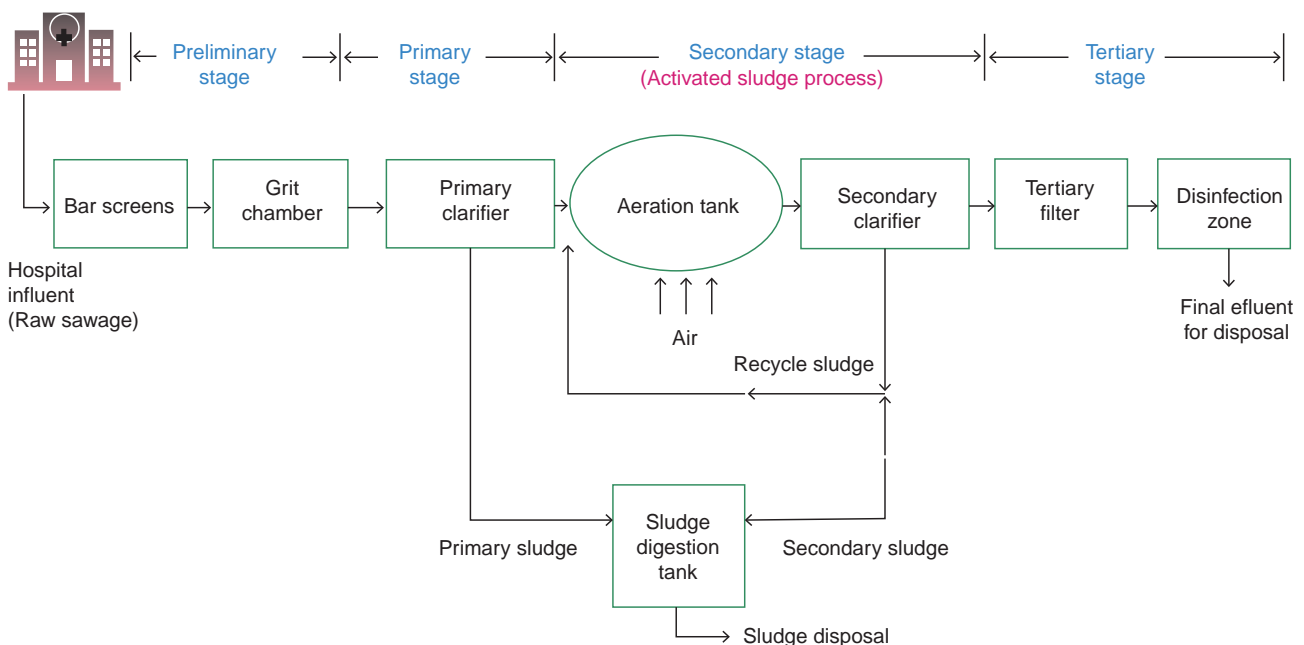 Preliminary
stage
Primary
stage
Secondary stage
(Activated sludge process)
Tertiary
stage
Bar screens
Grit
chamber
Primary
clarifier
Aeration tank
Secondary
clarifier
Tertiary
filter
Disinfection
zone
Hospital
influent
(Raw sawage)
Air
Final efluent
for disposal
Recycle sludge
Primary sludge
Sludge
digestion
tank
Secondary sludge
Sludge disposal